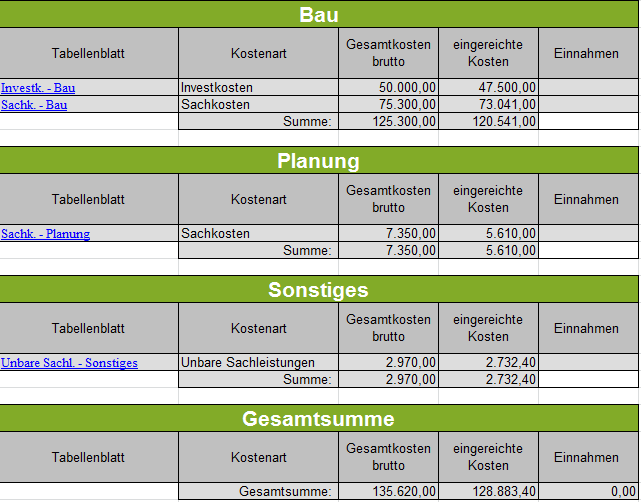 Bau
Tabellenblatt Kostenart Gesamtkosten brutto eingereichte Kosten Einnahmen
Investk. - Bau Investkosten 50.000,00 47.500,00
Sachk. - Bau Sachkosten 75.300,00 73.041,00
Summe: 125.300,00 120.541,00
Planung
Tabellenblatt Kostenart Gesamtkosten brutto eingereichte Kosten Einnahmen
Sachk. - Planung Sachkosten 7.350,00 5.610,00
Summe: 7.350,00 5.610,00
Sonstiges
Tabellenblatt Kostenart Gesamtkosten brutto eingereichte Kosten Einnahmen
Unbare Sachl. - Sonstiges Unbare Sachleistungen 2.970,00 2.732,40
Summe: 2.970,00 2.732,40
Gesamtsumme
Tabellenblatt Kostenart Gesamtkosten brutto eingereichte Kosten Einnahmen
Gesamtsumme: 135.620,00 128.883,40 0,00